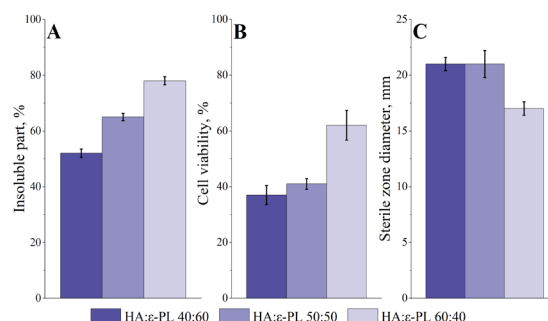 A
B
C
Insoluble part, %
100
80
60
40
20
0
Cell viability, %
100
80
60
40
20
0
Sterile zone diameter, mm
25
20
15
10
5
0
HA:ε-PL 40:60
HA:ε-PL 50:50
HA:ε-PL 60:40